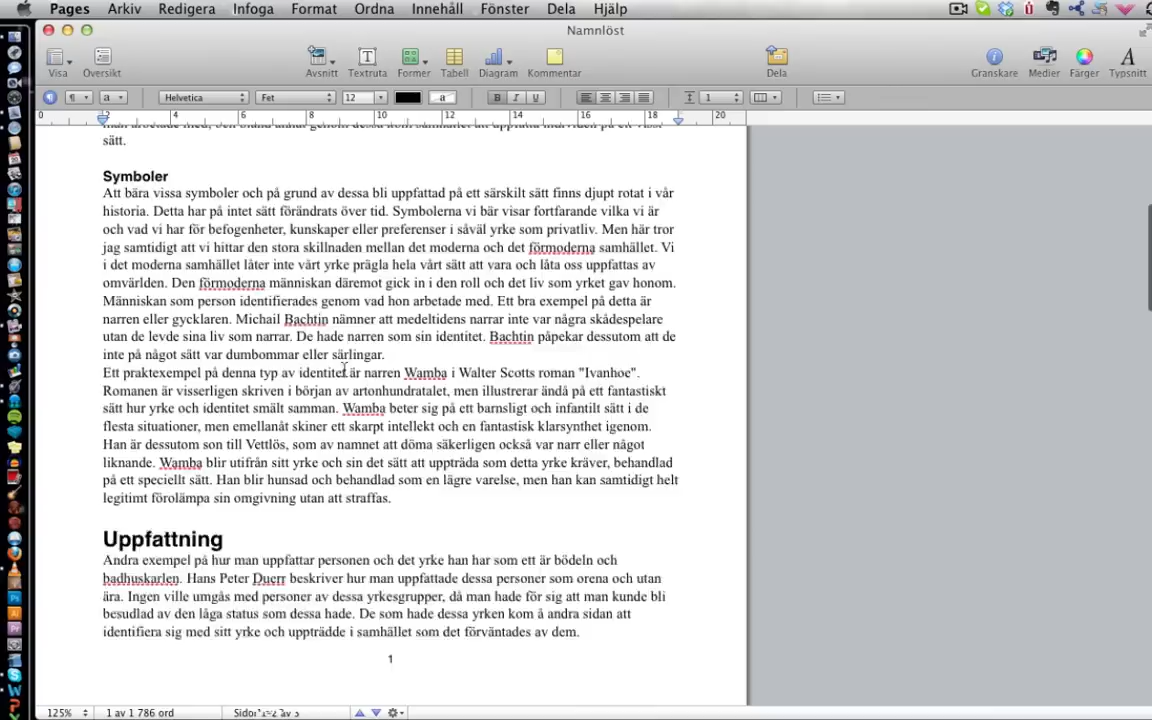 Pages Arkiv Redigera Infoga Format Ordna Innehåll Fönster Dela Hjälp
Namnlöst
Visa Översikt Avsnitt Textruta Former Tabell Diagram Kommentar Dela Granskare Medier Färger Typsnitt
Helvetica Fet 12 a B I U 1
0 2 4 6 8 10 12 14 16 18 20
sätt.
Symboler
Att bära vissa symboler och på grund av dessa bli uppfattad på ett särskilt sätt finns djupt rotat i vår
historia. Detta har på intet sätt förändrats över tid. Symbolerna vi bär visar fortfarande vilka vi är
och vad vi har för befogenheter, kunskaper eller preferenser i såväl yrke som privatliv. Men här tror
jag samtidigt att vi hittar den stora skillnaden mellan det moderna och det förmoderna samhället. Vi
i det moderna samhället låter inte vårt yrke prägla hela vårt sätt att vara och låta oss uppfattas av
omvärlden. Den förmoderna människan däremot gick in i den roll och det liv som yrket gav honom.
Människan som person identifierades genom vad hon arbetade med. Ett bra exempel på detta är
narren eller gycklaren. Michail Bachtin nämner att medeltidens narrar inte var några skådespelare
utan de levde sina liv som narrar. De hade narren som sin identitet. Bachtin påpekar dessutom att de
inte på något sätt var dumbommar eller särlingar.
Ett praktexempel på denna typ av identitet är narren Wamba i Walter Scotts roman "Ivanhoe".
Romanen är visserligen skriven i början av artonhundratalet, men illustrerar ändå på ett fantastiskt
sätt hur yrke och identitet smält samman. Wamba beter sig på ett barnsligt och infantilt sätt i de
flesta situationer, men emellanåt skiner ett skarpt intellekt och en fantastisk klarsynthet igenom.
Han är dessutom son till Vettlös, som av namnet att döma säkerligen också var narr eller något
liknande. Wamba blir utifrån sitt yrke och sin det sätt att uppträda som detta yrke kräver, behandlad
på ett speciellt sätt. Han blir hunsad och behandlad som en lägre varelse, men han kan samtidigt helt
legitimt förolämpa sin omgivning utan att straffas.
Uppfattning
Andra exempel på hur man uppfattar personen och det yrke han har som ett är bödeln och
badhuskarlen. Hans Peter Duerr beskriver hur man uppfattade dessa personer som orena och utan
ära. Ingen ville umgås med personer av dessa yrkesgrupper, då man hade för sig att man kunde bli
besudlad av den låga status som dessa hade. De som hade dessa yrken kom å andra sidan att
identifiera sig med sitt yrke och uppträdde i samhället som det förväntades av dem.
1
125% 1 av 1 786 ord